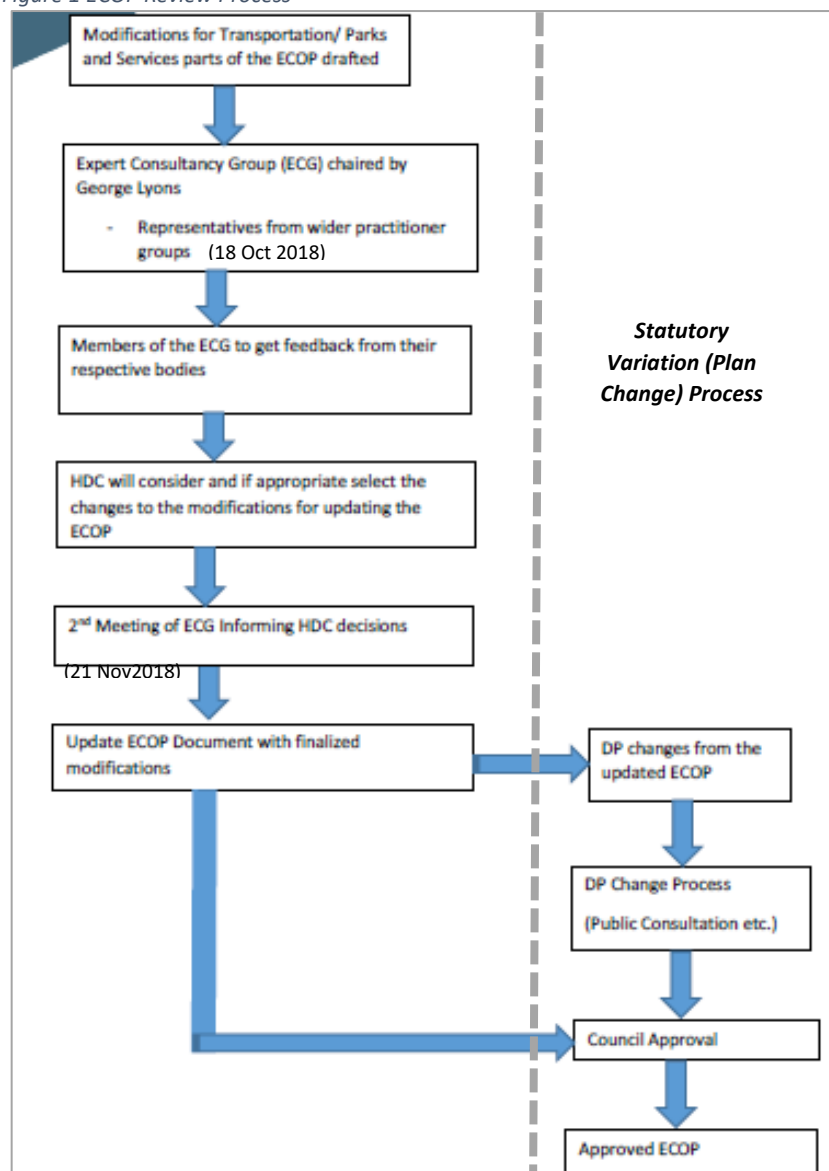 Figure 1 ECOP Review Process
Modifications for Transportation/ Parks
and Services parts of the ECOP drafted
Expert Consultancy Group (ECG) chaired by
George Lyons
- Representatives from wider practitioner
groups (18 Oct 2018)
Members of the ECG to get feedback from their
respective bodies
HDC will consider and if appropriate select the
changes to the modifications for updating the
ECOP
2nd Meeting of ECG Informing HDC decisions
(21 Nov2018)
Update ECOP Document with finalized
modifications
Statutory
Variation (Plan
Change) Process
DP changes from the
updated ECOP
DP Change Process
(Public Consultation etc.)
Council Approval
Approved ECOP